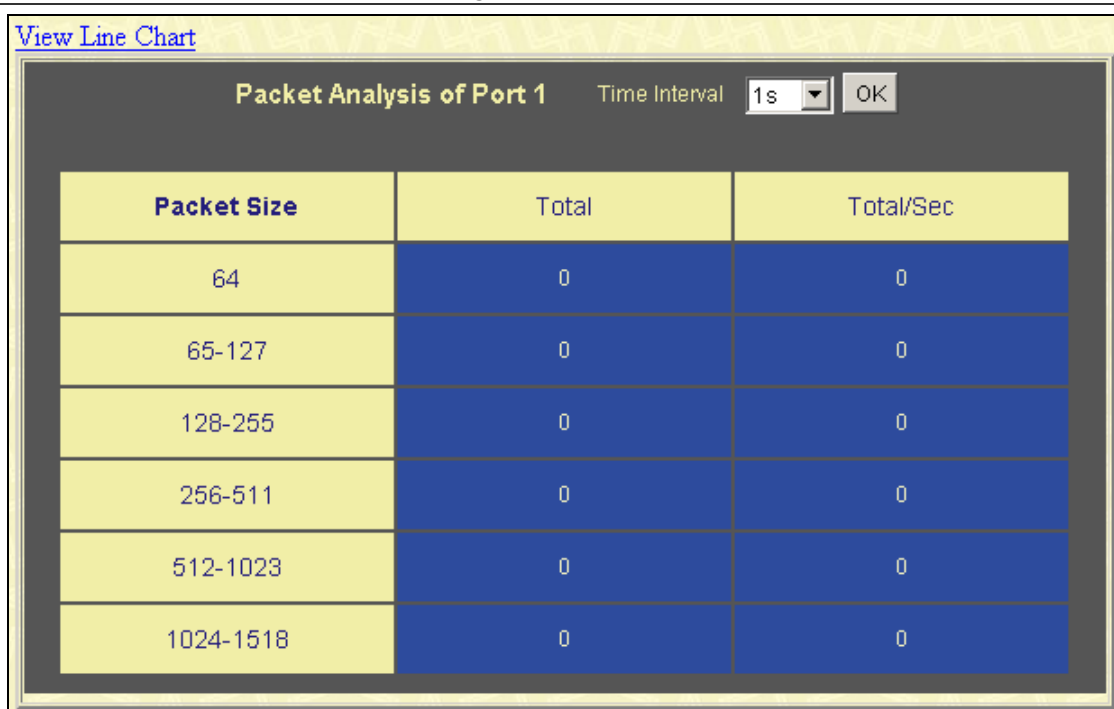 View Line Chart
Packet Analysis of Port 1 Time Interval 1s OK
Packet Size Total Total/Sec
64 0 0
65-127 0 0
128-255 0 0
256-511 0 0
512-1023 0 0
1024-1518 0 0